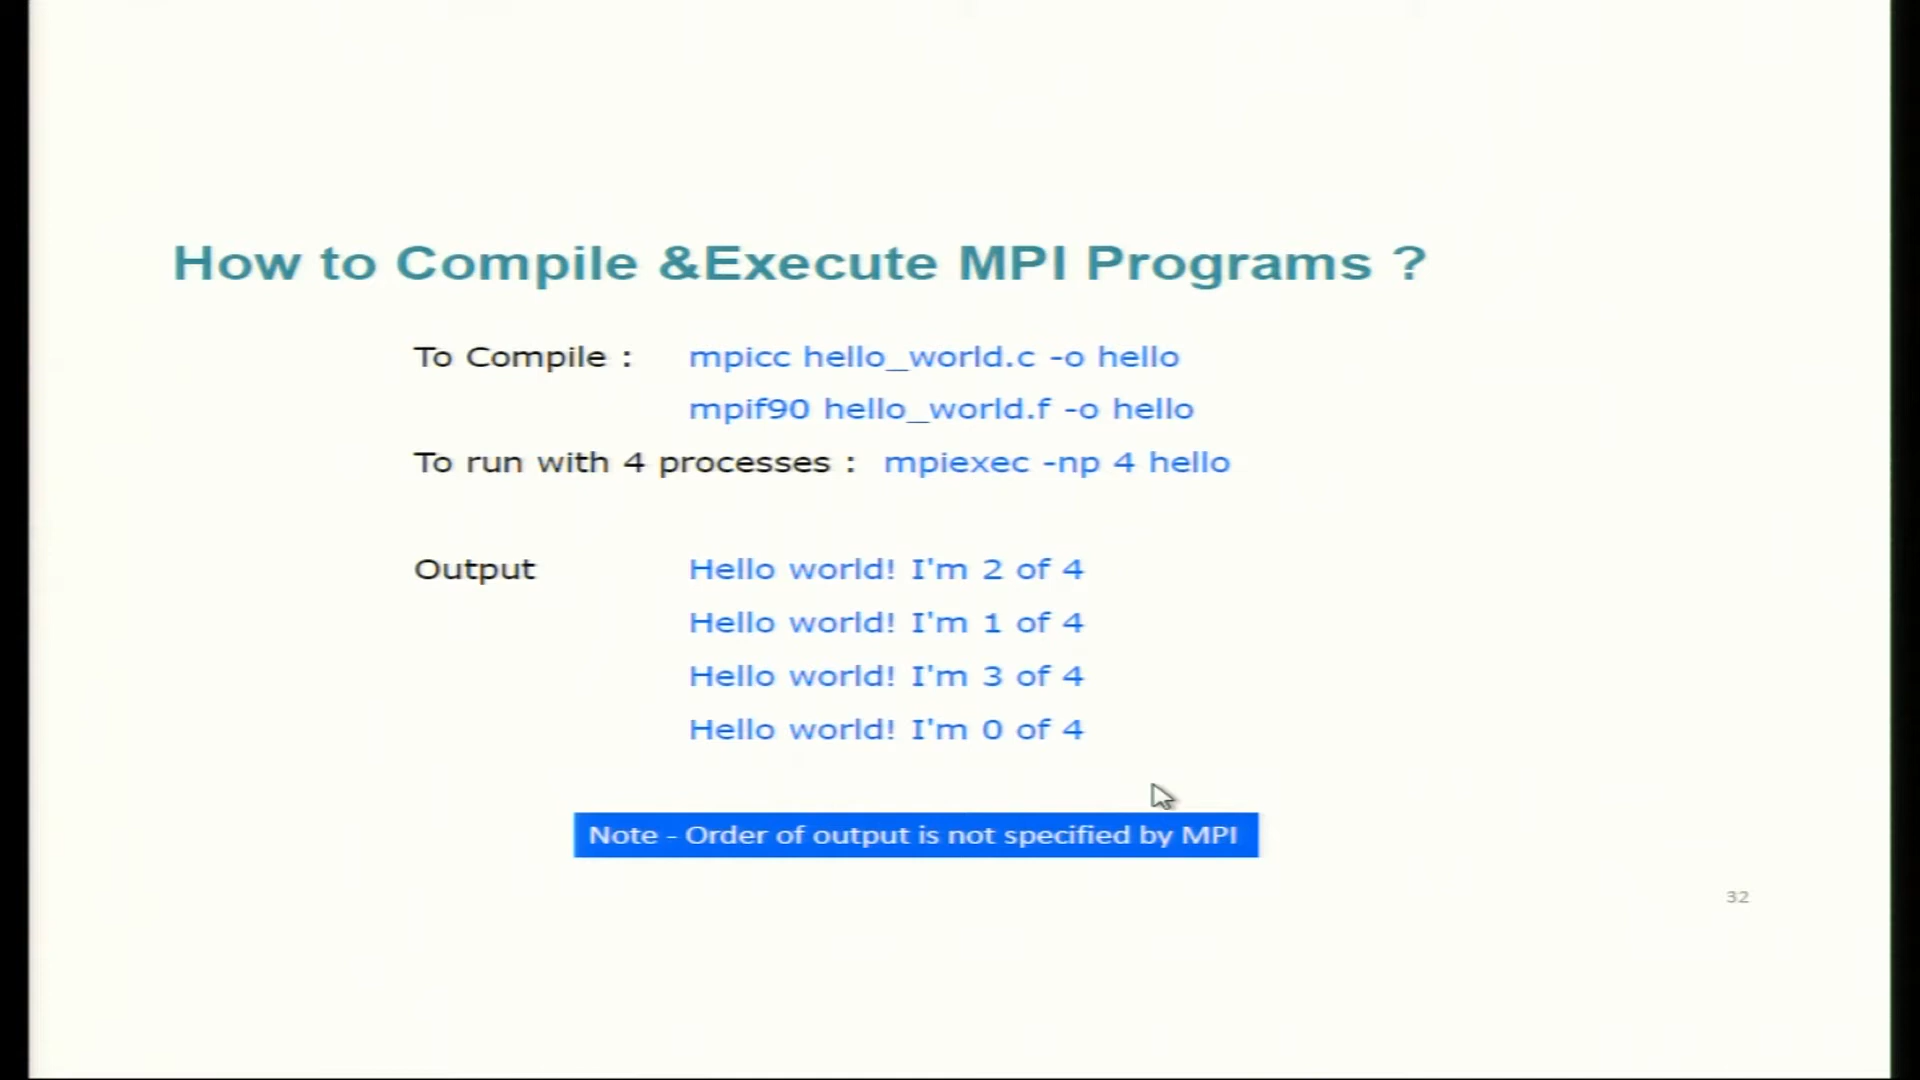 How to Compile &Execute MPI Programs ?
To Compile : mpicc hello_world.c -o hello
mpif90 hello_world.f -o hello
To run with 4 processes : mpiexec -np 4 hello
Output Hello world! I'm 2 of 4
Hello world! I'm 1 of 4
Hello world! I'm 3 of 4
Hello world! I'm 0 of 4
Note - Order of output is not specified by MPI
32